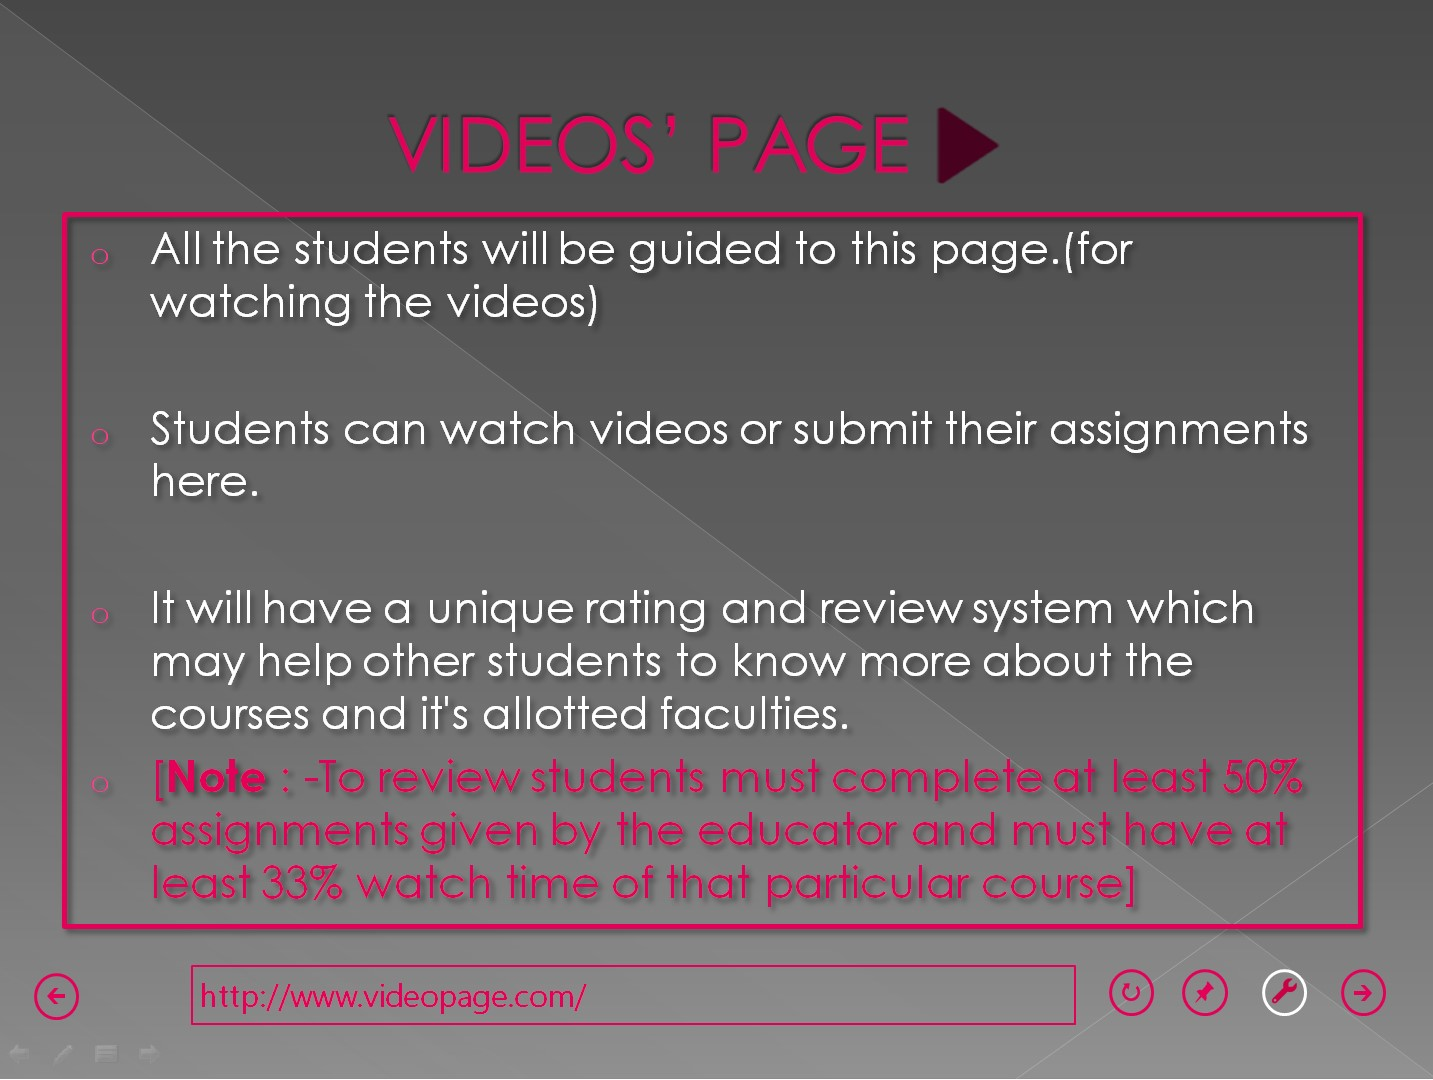 VIDEOS’ PAGE
All the students will be guided to this page.(for
watching the videos)
Students can watch videos or submit their assignments
here.
It will have a unique rating and review system which
may help other students to know more about the
courses and it's allotted faculties.
[Note : -To review students must complete at least 50%
assignments given by the educator and must have at
least 33% watch time of that particular course]
http://www.videopage.com/